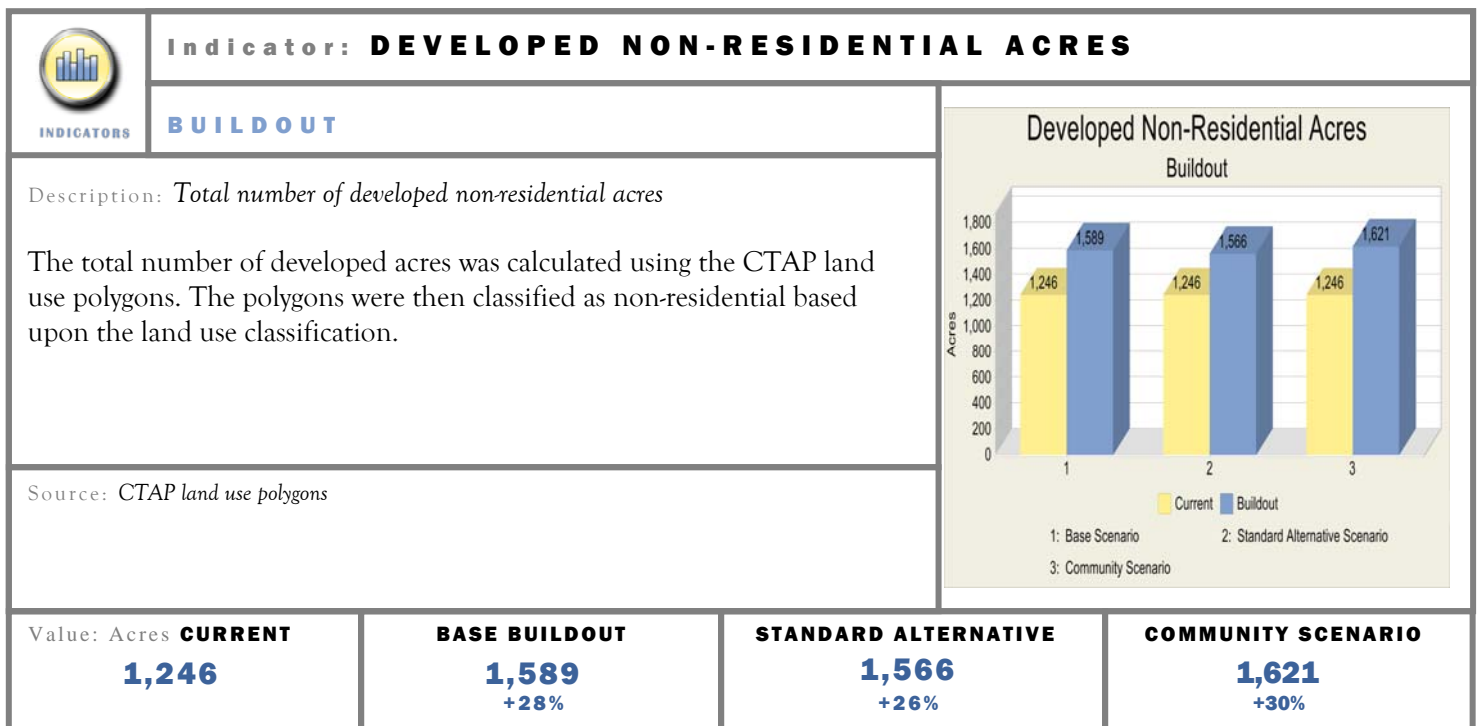 Indicator: DEVELOPED NON-RESIDENTIAL ACRES
INDICATORS
BUILDOUT
Description: Total number of developed non-residential acres
The total number of developed acres was calculated using the CTAP land
use polygons. The polygons were then classified as non-residential based
upon the land use classification.
Source: CTAP land use polygons
Developed Non-Residential Acres
Buildout
Acres
1,800
1,600
1,400
1,200
1,000
800
600
400
200
0
1,246
1,589
1,246
1,566
1,246
1,621
1 2 3
Current Buildout
1: Base Scenario 2: Standard Alternative Scenario
3: Community Scenario
Value: Acres CURRENT
1,246
BASE BUILDOUT
1,589
+28%
STANDARD ALTERNATIVE
1,566
+26%
COMMUNITY SCENARIO
1,621
+30%